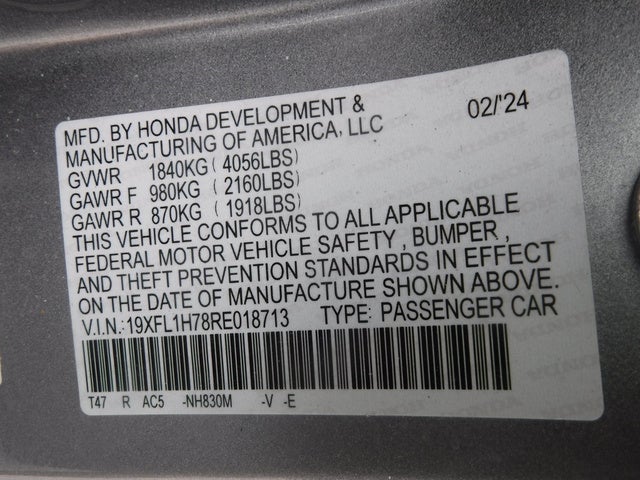 MFD. BY HONDA DEVELOPMENT & 02/'24
MANUFACTURING OF AMERICA, LLC
GVWR 1840KG ( 4056LBS)
GAWR F 980KG ( 2160LBS)
GAWR R 870KG ( 1918LBS)
THIS VEHICLE CONFORMS TO ALL APPLICABLE
FEDERAL MOTOR VEHICLE SAFETY , BUMPER ,
AND THEFT PREVENTION STANDARDS IN EFFECT
ON THE DATE OF MANUFACTURE SHOWN ABOVE.
V.I.N.: 19XFL1H78RE018713 TYPE: PASSENGER CAR
T47 R AC5 -NH830M -V -E